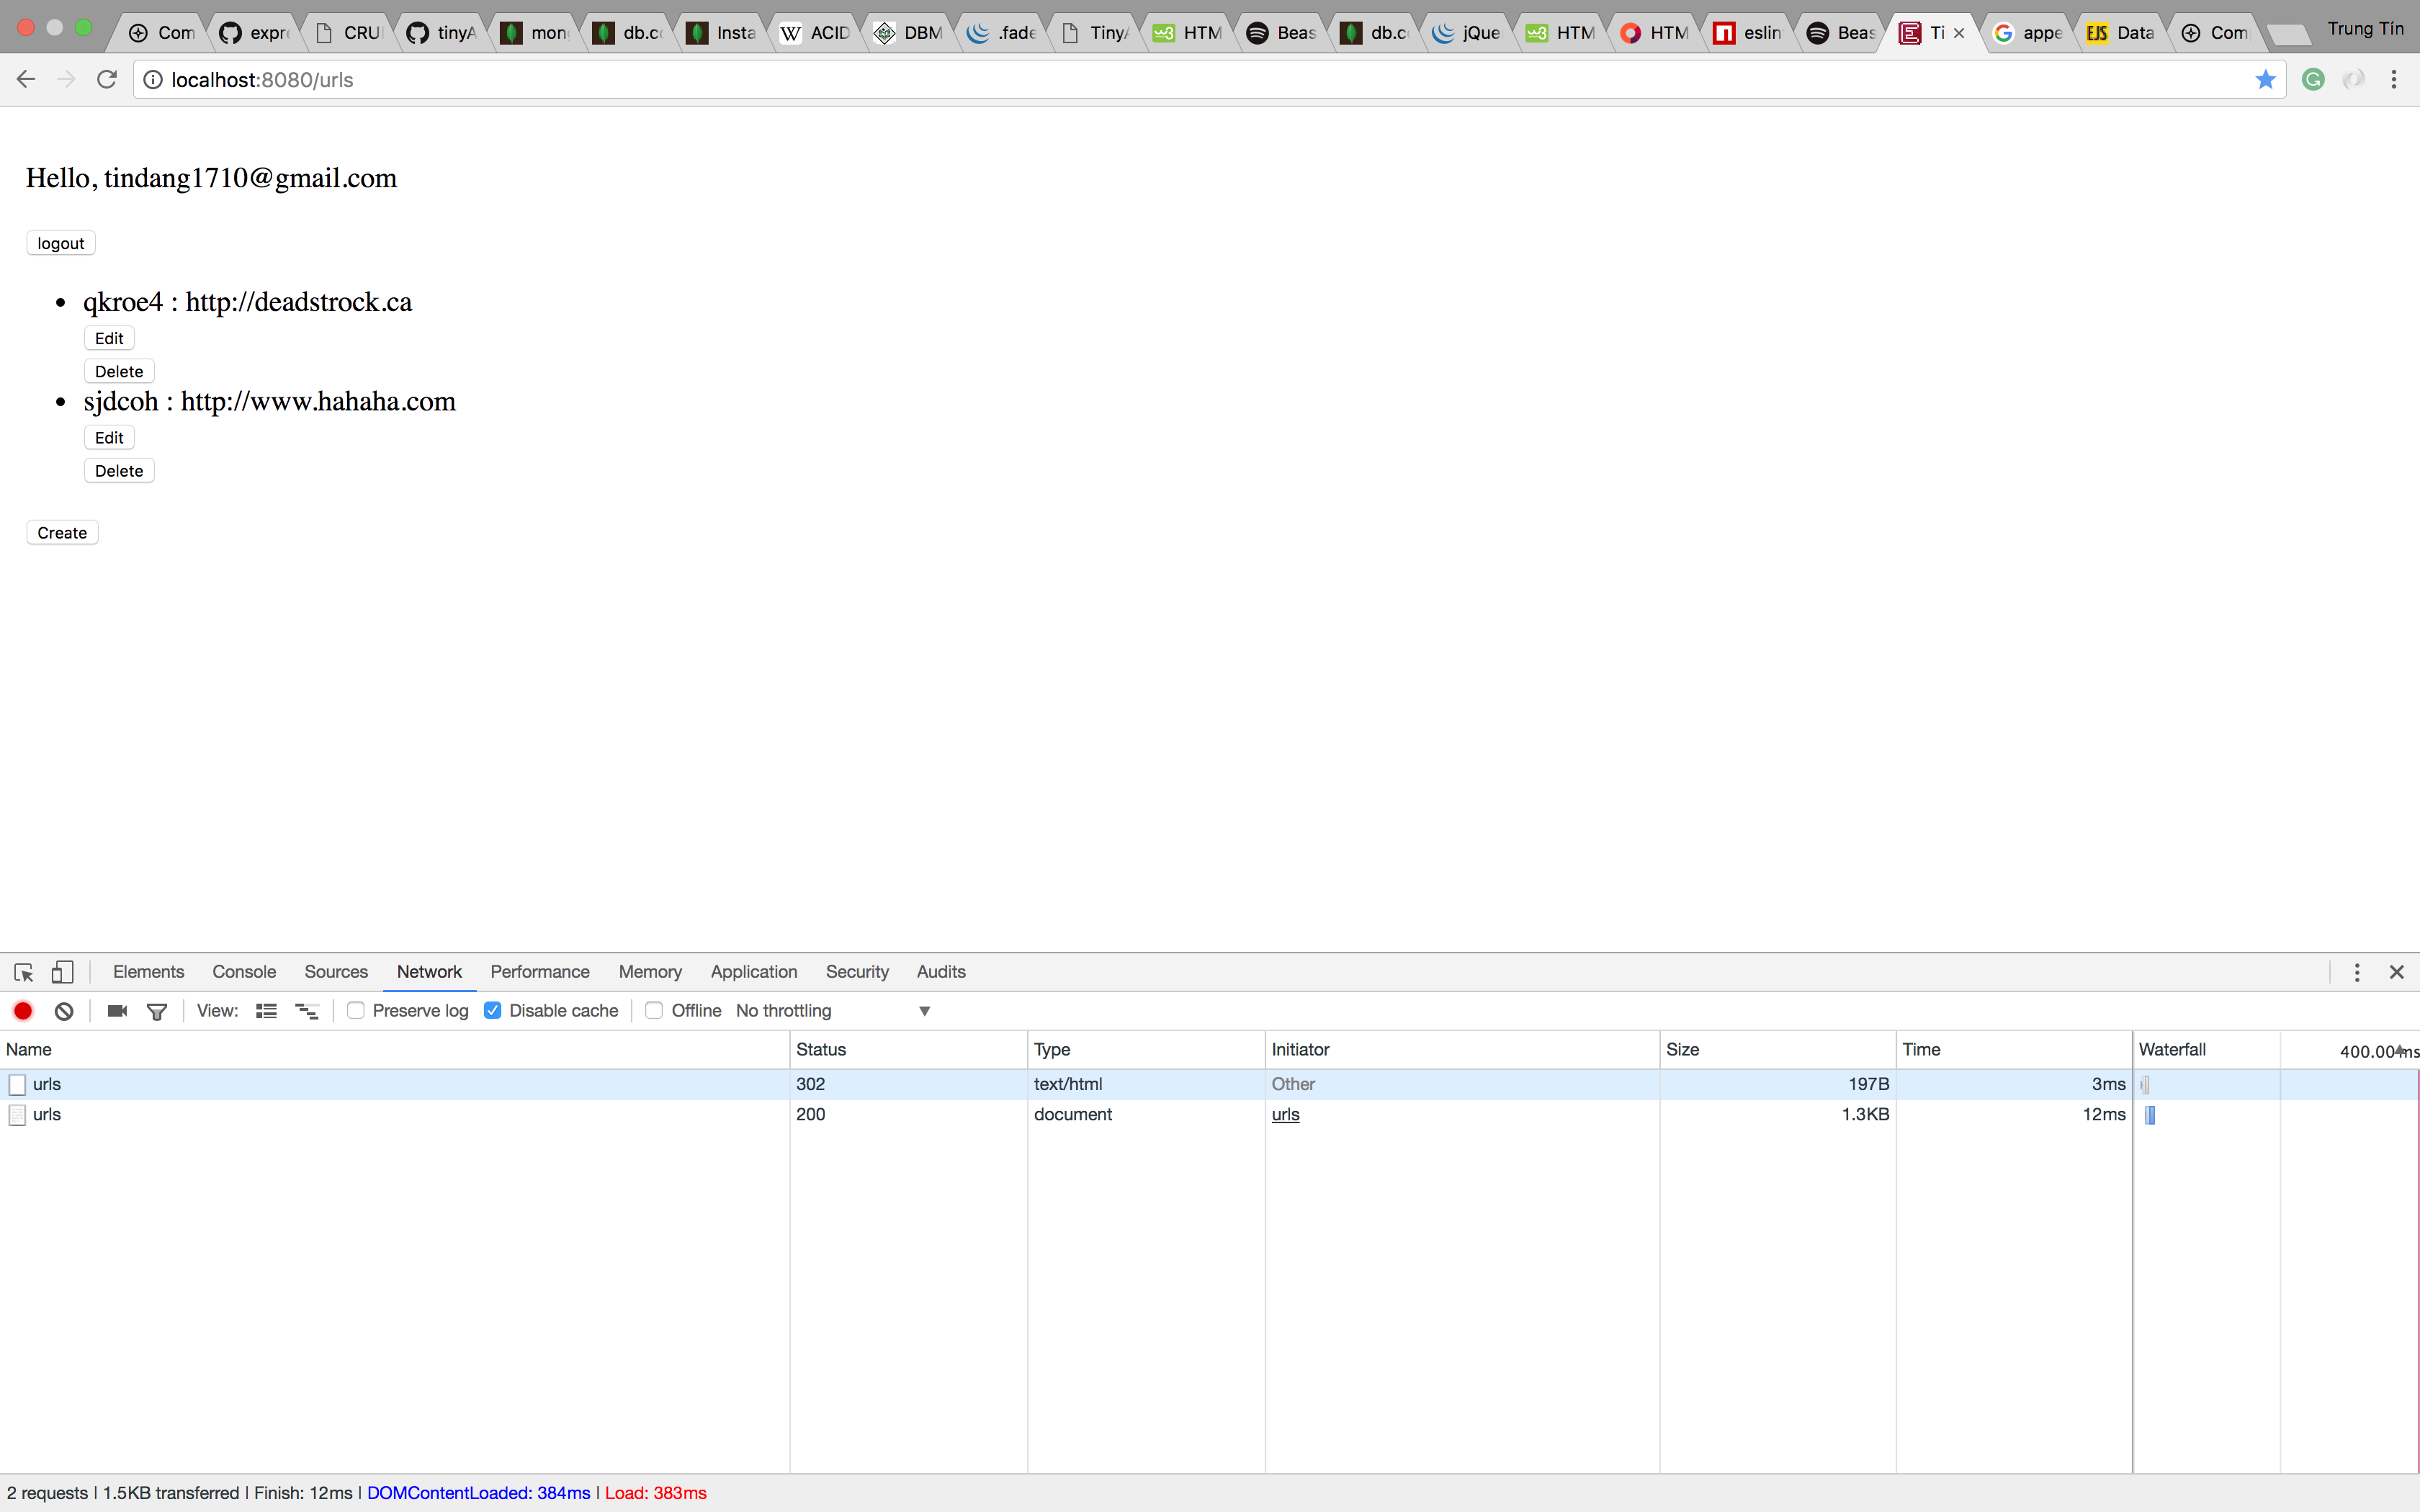 Com expre CRU tinyA mon db.co Insta ACID DBM .fade TinyA HTM Beas db.co jQue HTM HTM eslin Beas Ti appe EJS Data Com Trung Tín
localhost:8080/urls
Hello, tindang1710@gmail.com
logout
qkroe4 : http://deadstrock.ca
Edit
Delete
sjdcoh : http://www.hahaha.com
Edit
Delete
Create
Elements Console Sources Network Performance Memory Application Security Audits
View: Preserve log Disable cache Offline No throttling
Name Status Type Initiator Size Time Waterfall 400.00 ms
urls 302 text/html Other 197B 3ms
urls 200 document urls 1.3KB 12ms
2 requests | 1.5KB transferred | Finish: 12ms | DOMContentLoaded: 384ms | Load: 383ms